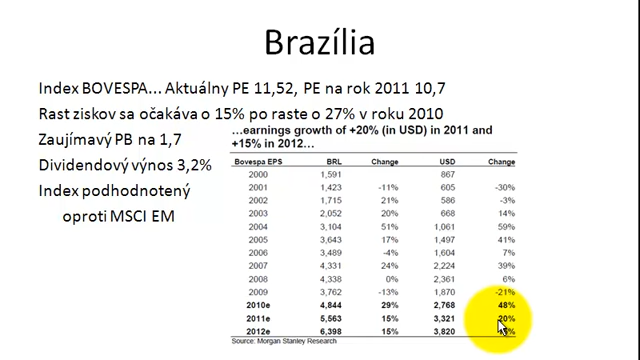 Brazília
Index BOVESPA... Aktuálny PE 11,52, PE na rok 2011 10,7
Rast ziskov sa očakáva o 15% po raste o 27% v roku 2010
Zaujímavý PB na 1,7
Dividendový výnos 3,2%
Index podhodnotený
oproti MSCI EM
...earnings growth of +20% (in USD) in 2011 and
+15% in 2012...
Bovespa EPS BRL Change USD Change
2000 1,591 867
2001 1,423 -11% 605 -30%
2002 1,715 21% 586 -3%
2003 2,052 20% 668 14%
2004 3,104 51% 1,061 59%
2005 3,643 17% 1,497 41%
2006 3,489 -4% 1,604 7%
2007 4,331 24% 2,224 39%
2008 4,338 0% 2,361 6%
2009 3,762 -13% 1,870 -21%
2010e 4,844 29% 2,768 48%
2011e 5,563 15% 3,321 20%
2012e 6,398 15% 3,820
Source: Morgan Stanley Research